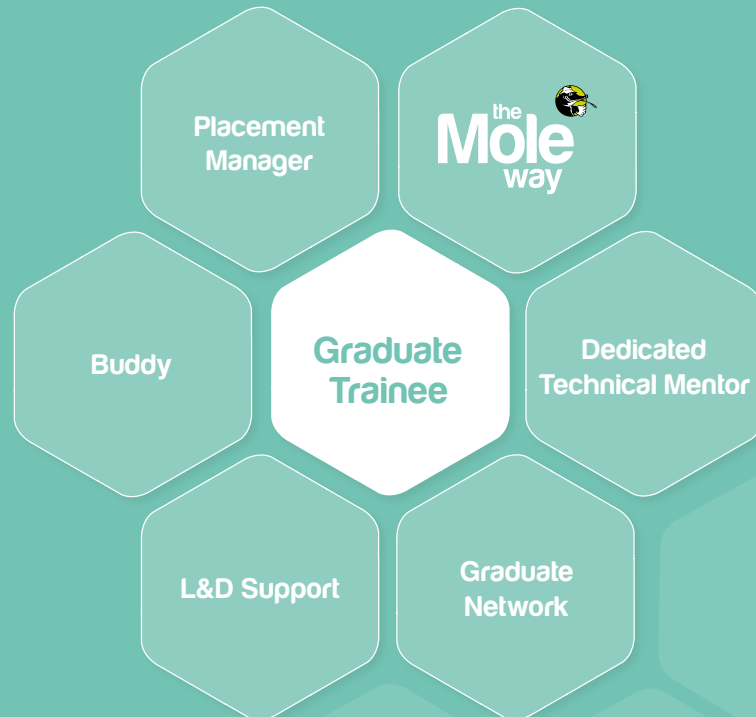 Placement
Manager
the
Mole
way
Buddy
Graduate
Trainee
Dedicated
Technical Mentor
L&D Support
Graduate
Network